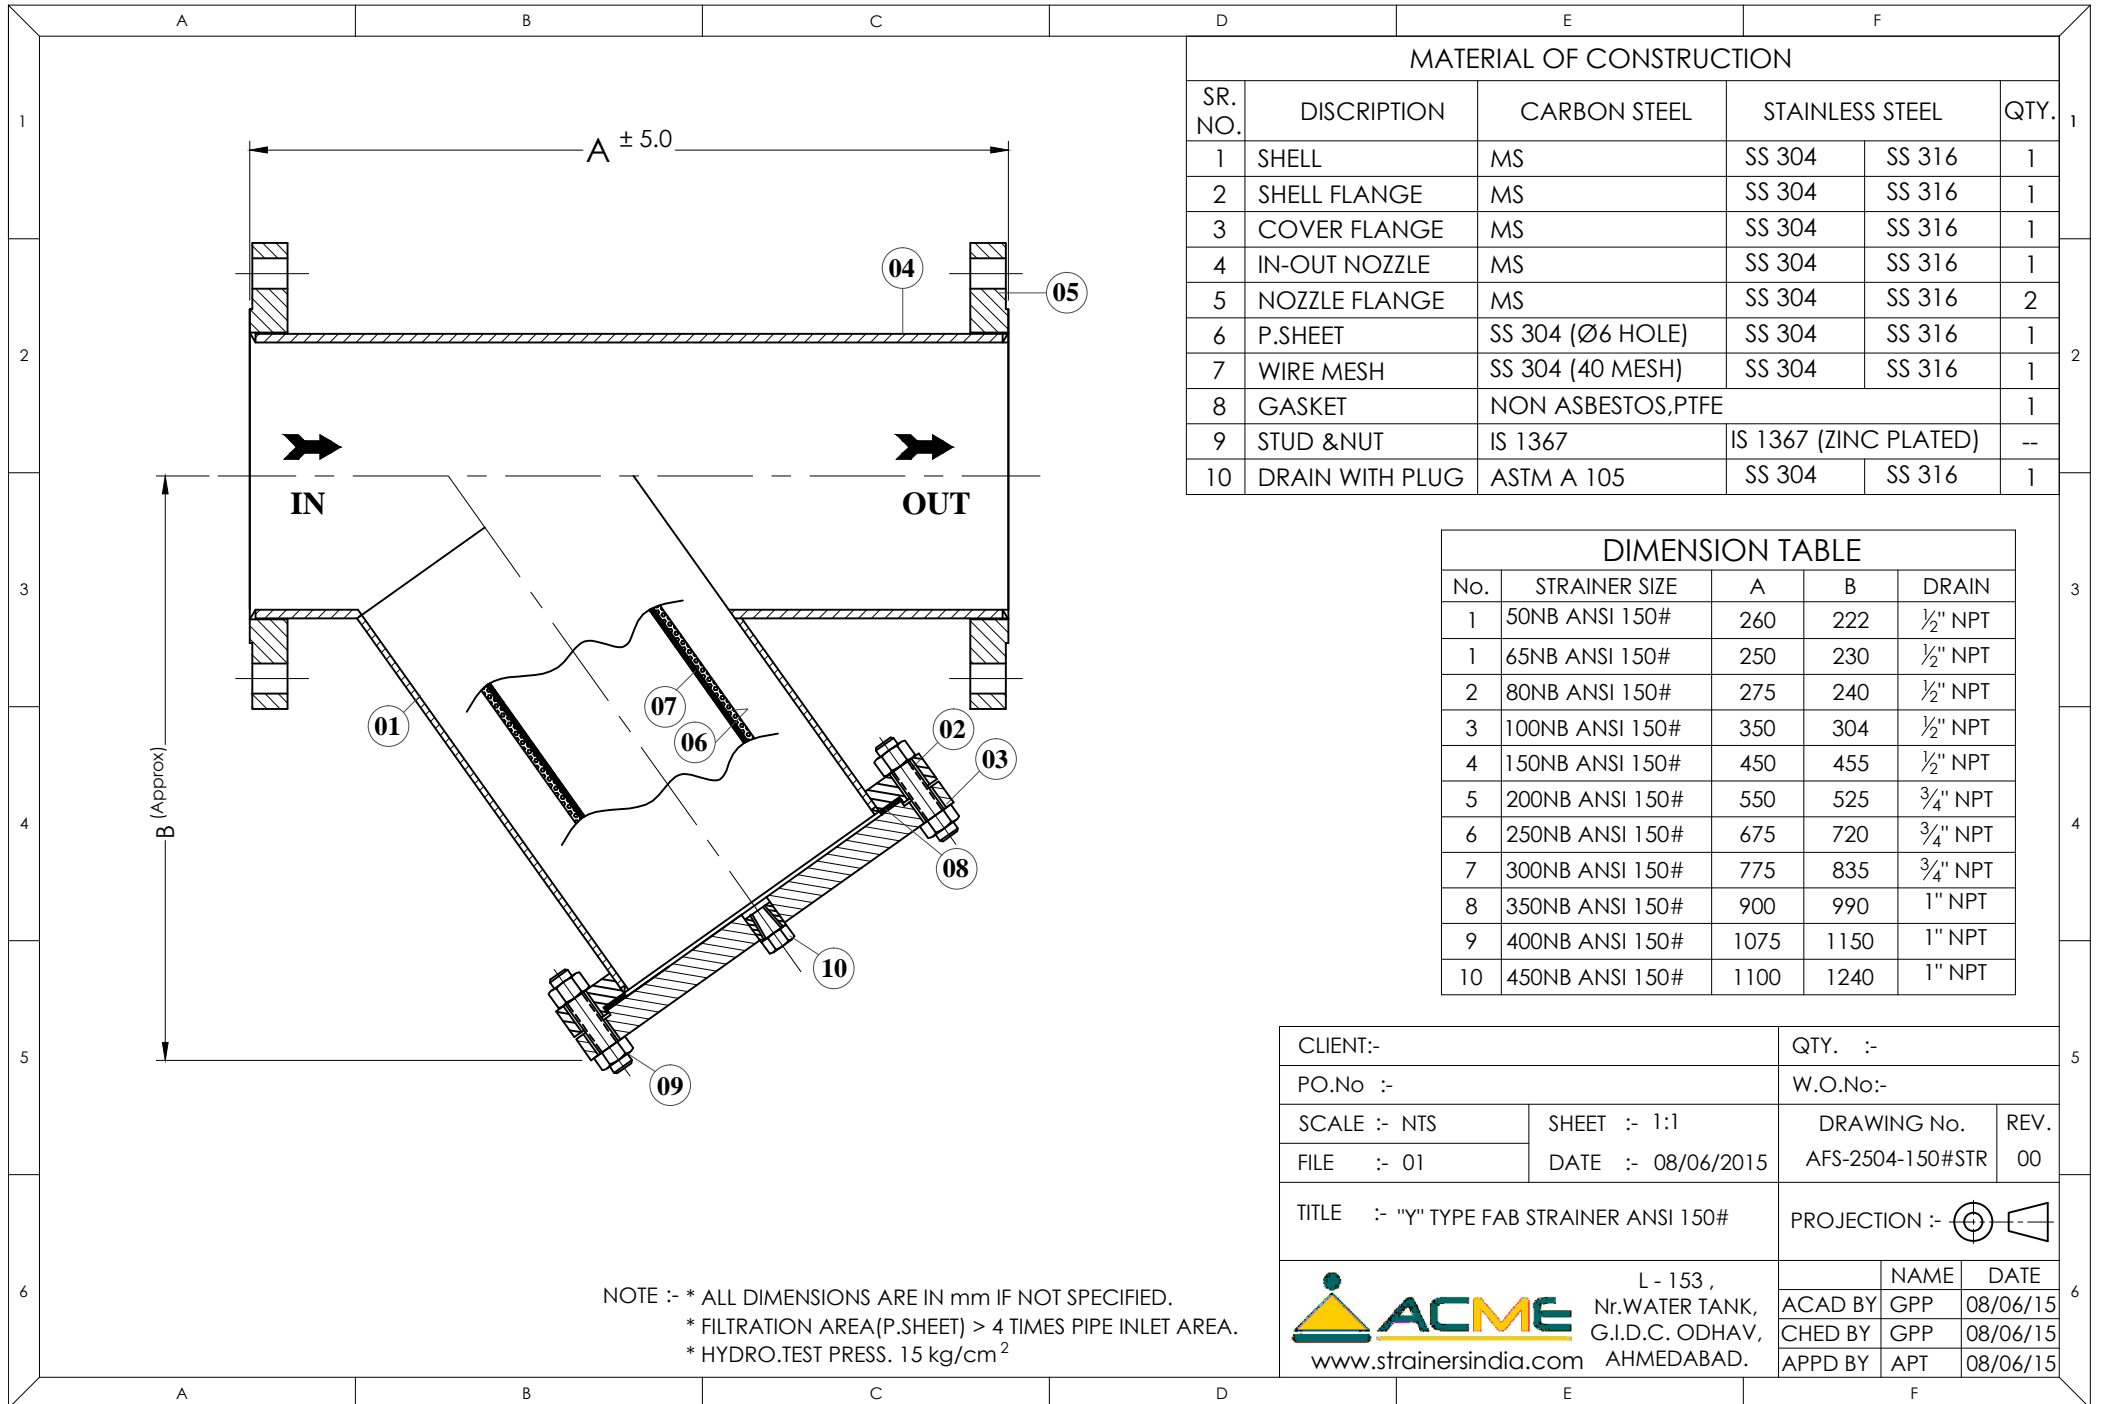 A B C D E F
MATERIAL OF CONSTRUCTION
SR. NO. DISCRIPTION CARBON STEEL STAINLESS STEEL QTY.
1 SHELL MS SS 304 SS 316 1
2 SHELL FLANGE MS SS 304 SS 316 1
3 COVER FLANGE MS SS 304 SS 316 1
4 IN-OUT NOZZLE MS SS 304 SS 316 1
5 NOZZLE FLANGE MS SS 304 SS 316 2
6 P.SHEET SS 304 (Ø6 HOLE) SS 304 SS 316 1
7 WIRE MESH SS 304 (40 MESH) SS 304 SS 316 1
8 GASKET NON ASBESTOS,PTFE 1
9 STUD &NUT IS 1367 IS 1367 (ZINC PLATED) --
10 DRAIN WITH PLUG ASTM A 105 SS 304 SS 316 1
1 1
2 2
3 3
4 4
5 5
6 6
A ± 5.0
04
05
IN OUT
B (Approx)
01
07
06
02
03
08
10
09
DIMENSION TABLE
No. STRAINER SIZE A B DRAIN
1 50NB ANSI 150# 260 222 ½" NPT
1 65NB ANSI 150# 250 230 ½" NPT
2 80NB ANSI 150# 275 240 ½" NPT
3 100NB ANSI 150# 350 304 ½" NPT
4 150NB ANSI 150# 450 455 ½" NPT
5 200NB ANSI 150# 550 525 ¾" NPT
6 250NB ANSI 150# 675 720 ¾" NPT
7 300NB ANSI 150# 775 835 ¾" NPT
8 350NB ANSI 150# 900 990 1" NPT
9 400NB ANSI 150# 1075 1150 1" NPT
10 450NB ANSI 150# 1100 1240 1" NPT
CLIENT:- QTY. :-
PO.No :- W.O.No:-
SCALE :- NTS SHEET :- 1:1 DRAWING No. REV.
FILE :- 01 DATE :- 08/06/2015 AFS-2504-150#STR 00
TITLE :- "Y" TYPE FAB STRAINER ANSI 150# PROJECTION :-
ACME
www.strainersindia.com
L - 153 ,
Nr.WATER TANK,
G.I.D.C. ODHAV,
AHMEDABAD.
NAME DATE
ACAD BY GPP 08/06/15
CHED BY GPP 08/06/15
APPD BY APT 08/06/15
NOTE :- * ALL DIMENSIONS ARE IN mm IF NOT SPECIFIED.
* FILTRATION AREA(P.SHEET) > 4 TIMES PIPE INLET AREA.
* HYDRO.TEST PRESS. 15 kg/cm²
A B C D E F